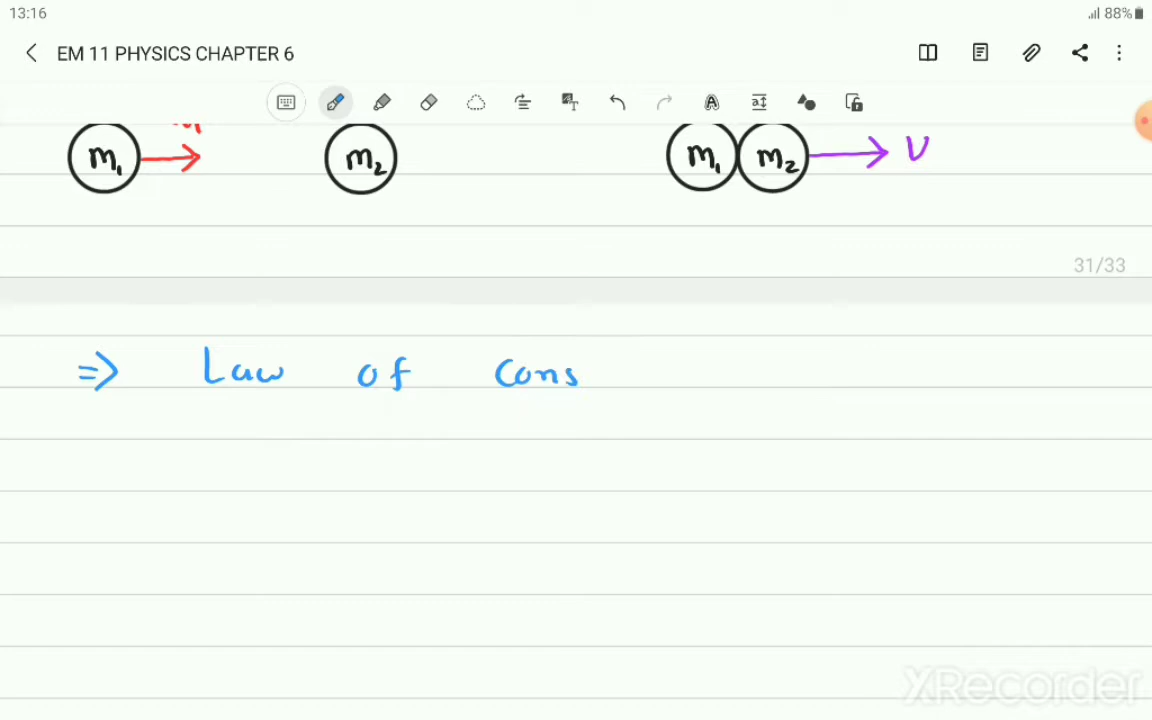 13:16 88%
EM 11 PHYSICS CHAPTER 6
m₁ m₂ m₁ m₂ V
31/33
=> Law of cons
XRecorder